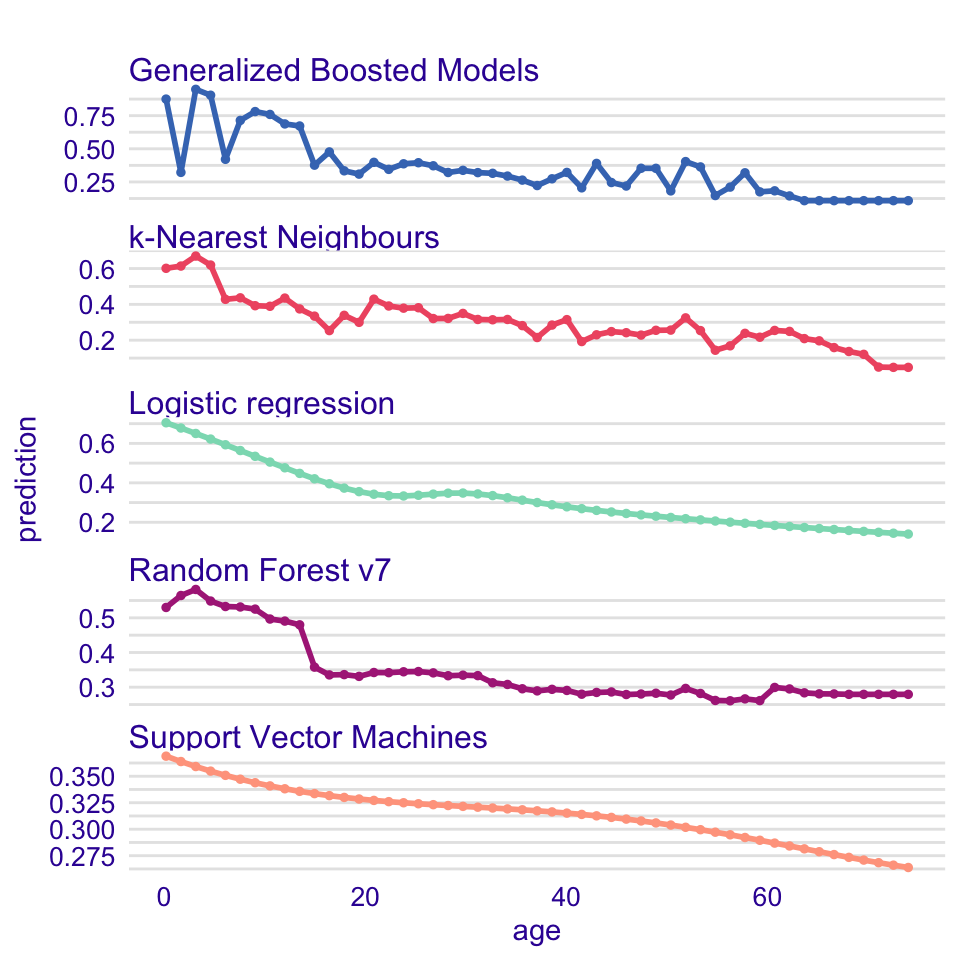 Generalized Boosted Models
0.75
0.50
0.25
k-Nearest Neighbours
0.6
0.4
0.2
Logistic regression
0.6
0.4
0.2
prediction
Random Forest v7
0.5
0.4
0.3
Support Vector Machines
0.350
0.325
0.300
0.275
0 20 40 60
age